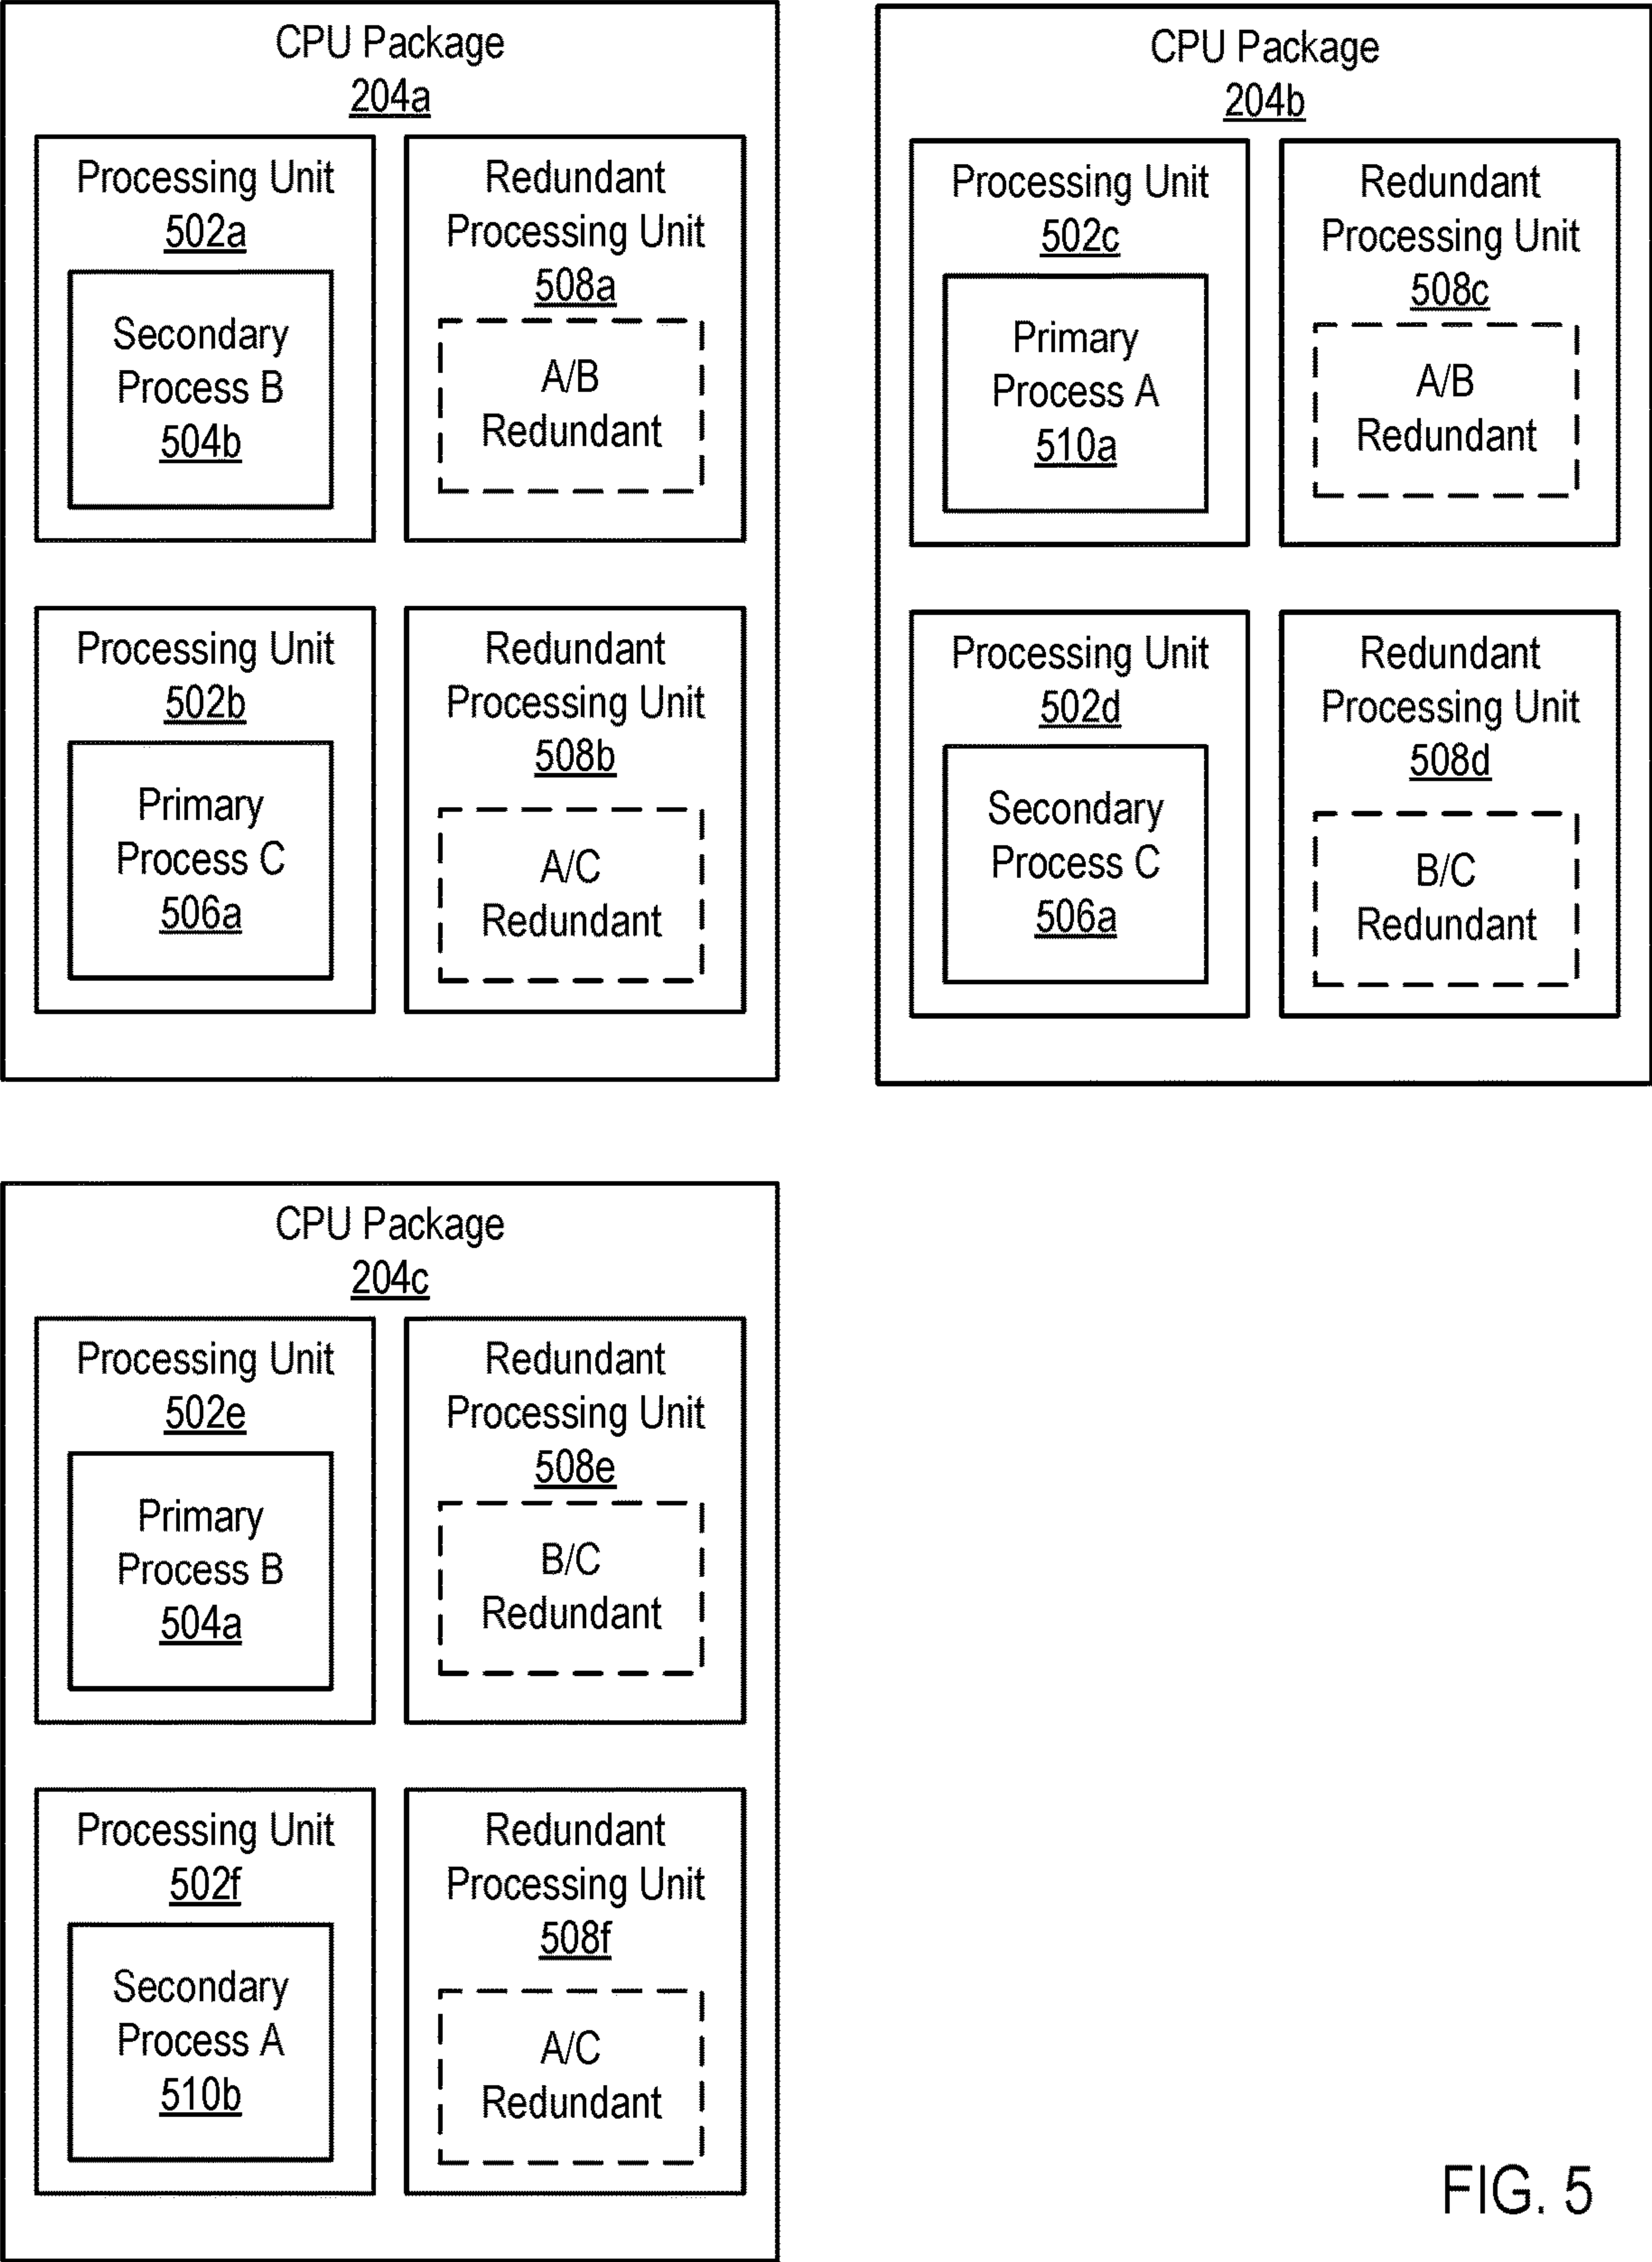 CPU Package
204a
Processing Unit
502a
Secondary
Process B
504b
Redundant
Processing Unit
508a
A/B
Redundant
Processing Unit
502b
Primary
Process C
506a
Redundant
Processing Unit
508b
A/C
Redundant
CPU Package
204b
Processing Unit
502c
Primary
Process A
510a
Redundant
Processing Unit
508c
A/B
Redundant
Processing Unit
502d
Secondary
Process C
506a
Redundant
Processing Unit
508d
B/C
Redundant
CPU Package
204c
Processing Unit
502e
Primary
Process B
504a
Redundant
Processing Unit
508e
B/C
Redundant
Processing Unit
502f
Secondary
Process A
510b
Redundant
Processing Unit
508f
A/C
Redundant
FIG. 5